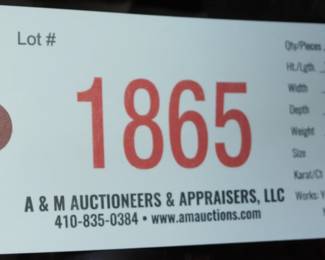 Lot #
1865
A & M AUCTIONEERS & APPRAISERS, LLC
410-835-0384 • www.amauctions.com
Qty/Pieces
Ht./Lgth.
Width
Depth
Weight
Size
Karat/Ct
Works: Y